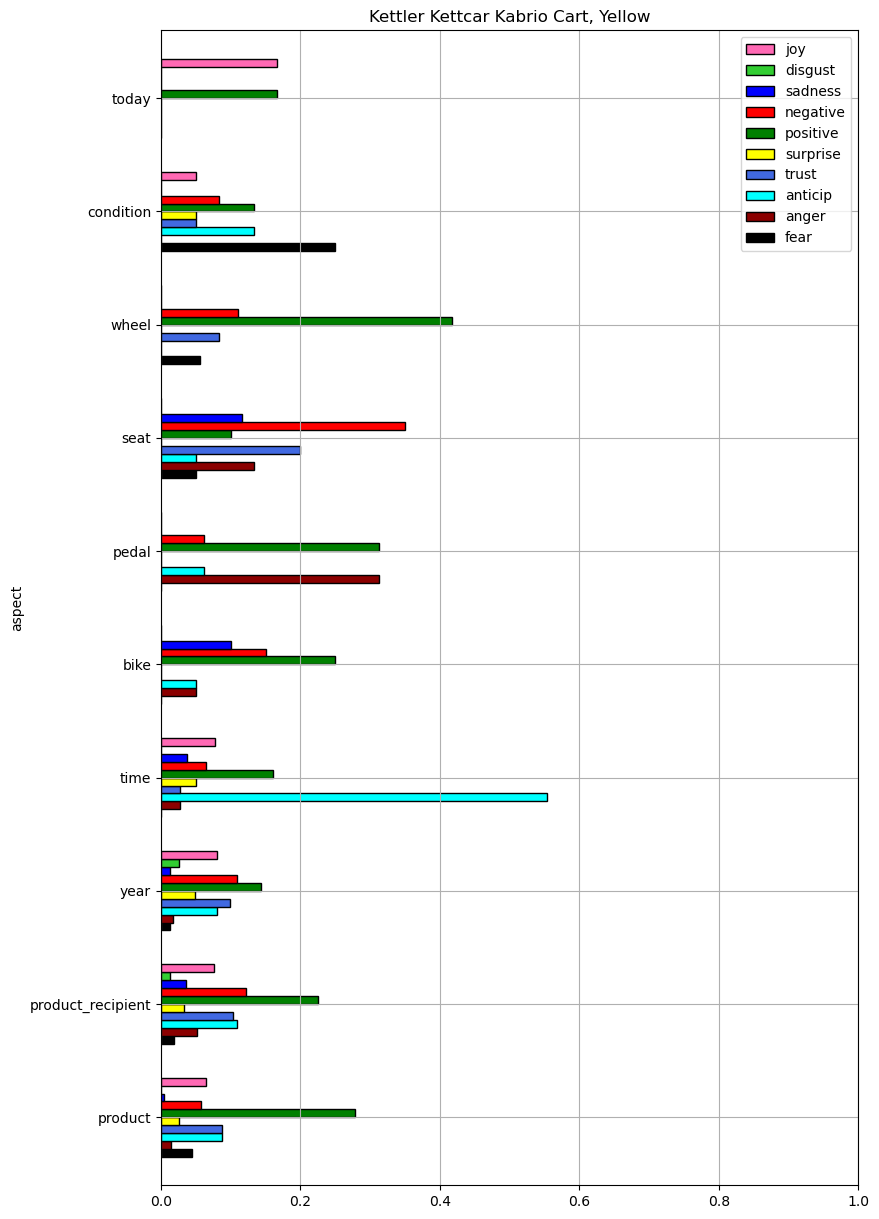 Kettler Kettcar Kabrio Cart, Yellow
joy
disgust
sadness
negative
positive
surprise
trust
anticip
anger
fear
today
condition
wheel
seat
pedal
bike
time
year
product_recipient
product
aspect
0.0 0.2 0.4 0.6 0.8 1.0